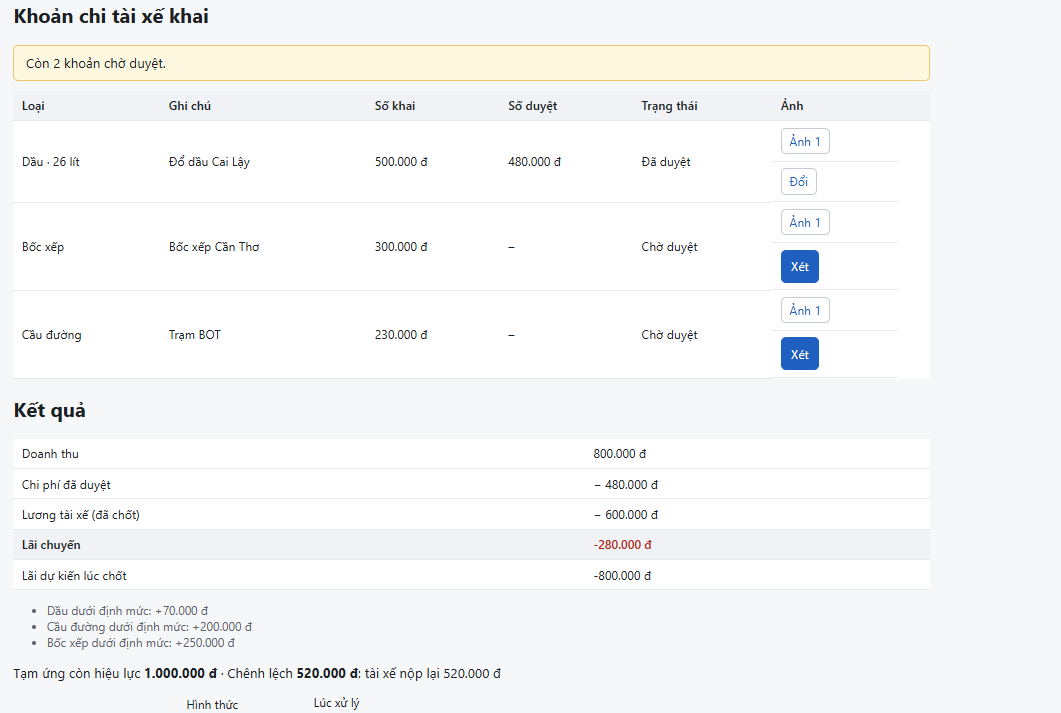 Khoản chi tài xế khai
Còn 2 khoản chờ duyệt.
Loại Ghi chú Số khai Số duyệt Trạng thái Ảnh
Dầu · 26 lít Đổ dầu Cai Lậy 500.000 đ 480.000 đ Đã duyệt Ảnh 1
Đổi
Bốc xếp Bốc xếp Cần Thơ 300.000 đ – Chờ duyệt Ảnh 1
Xét
Cầu đường Trạm BOT 230.000 đ – Chờ duyệt Ảnh 1
Xét
Kết quả
Doanh thu 800.000 đ
Chi phí đã duyệt – 480.000 đ
Lương tài xế (đã chốt) – 600.000 đ
Lãi chuyến -280.000 đ
Lãi dự kiến lúc chốt -800.000 đ
• Dầu dưới định mức: +70.000 đ
• Cầu đường dưới định mức: +200.000 đ
• Bốc xếp dưới định mức: +250.000 đ
Tạm ứng còn hiệu lực 1.000.000 đ · Chênh lệch 520.000 đ: tài xế nộp lại 520.000 đ
Hình thức Lúc xử lý